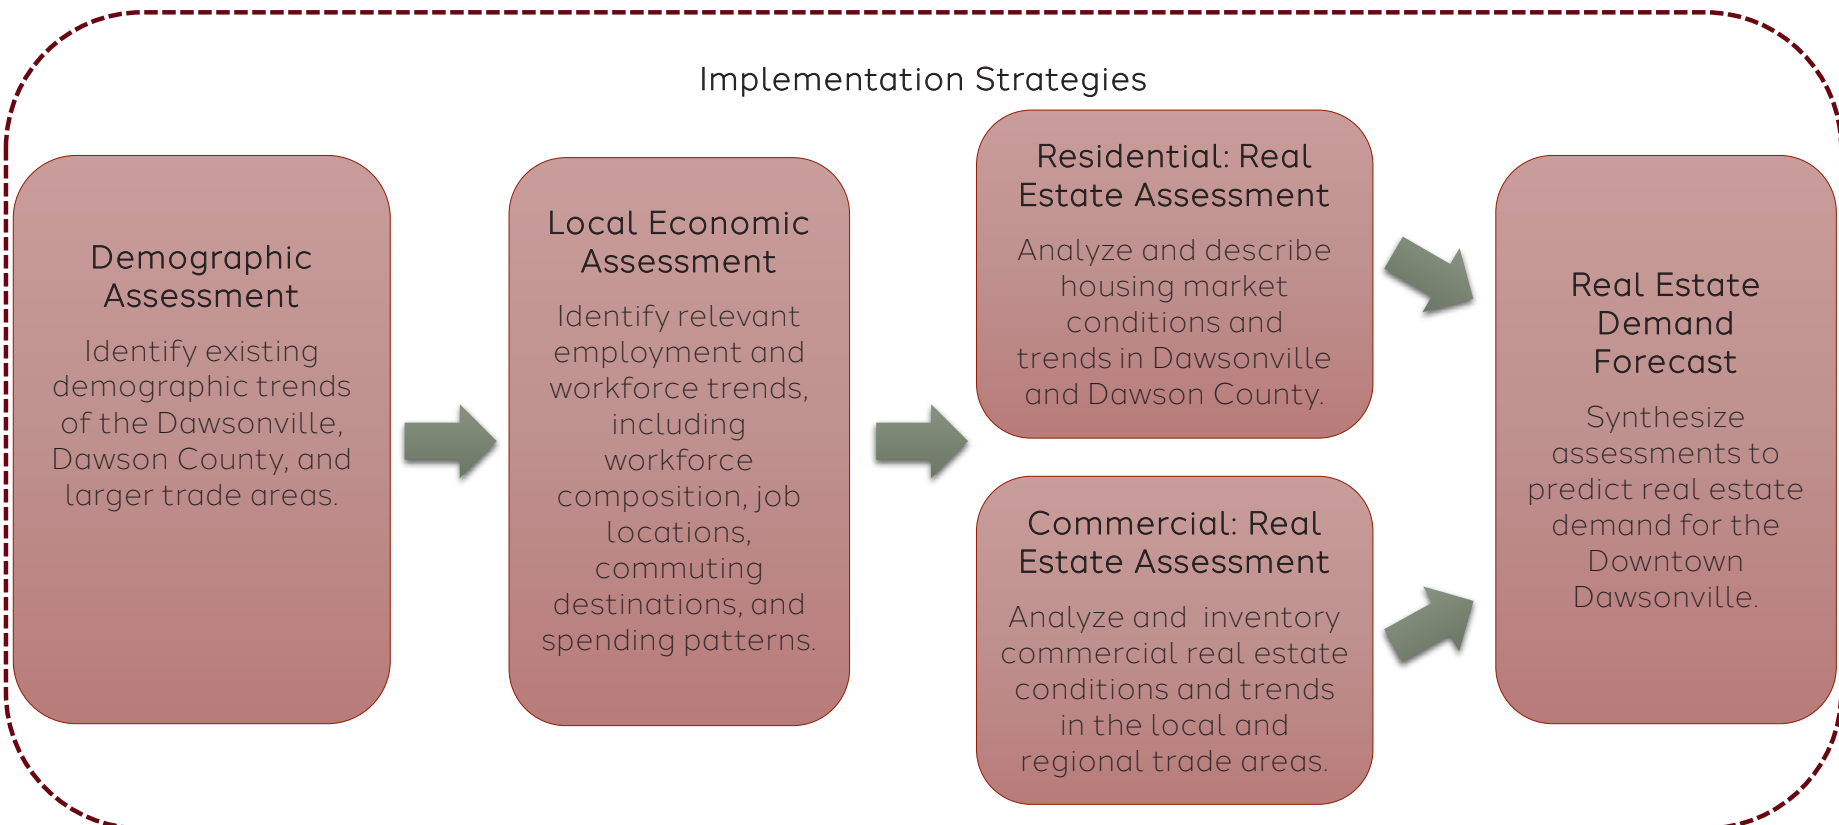 Implementation Strategies
Demographic
Assessment
Identify existing
demographic trends
of the Dawsonville,
Dawson County, and
larger trade areas.
Local Economic
Assessment
Identify relevant
employment and
workforce trends,
including
workforce
composition, job
locations,
commuting
destinations, and
spending patterns.
Residential: Real
Estate Assessment
Analyze and describe
housing market
conditions and
trends in Dawsonville
and Dawson County.
Commercial: Real
Estate Assessment
Analyze and  inventory
commercial real estate
conditions and trends
in the local and
regional trade areas.
Real Estate
Demand
Forecast
Synthesize
assessments to
predict real estate
demand for the
Downtown
Dawsonville.